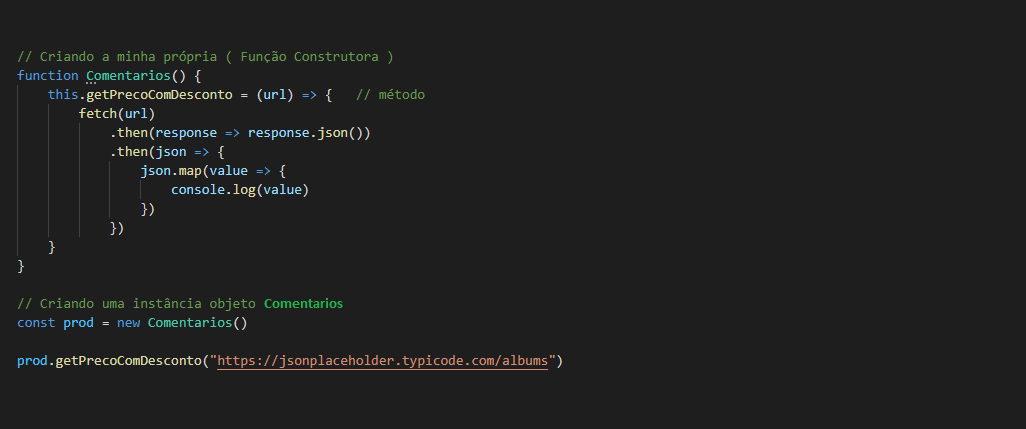 // Criando a minha própria ( Função Construtora )
function Comentarios() {
this.getPrecoComDesconto = (url) => {   // método
fetch(url)
.then(response => response.json())
.then(json => {
json.map(value => {
console.log(value)
})
})
}
}
// Criando uma instância objeto Comentarios
const prod = new Comentarios()
prod.getPrecoComDesconto("https://jsonplaceholder.typicode.com/albums")